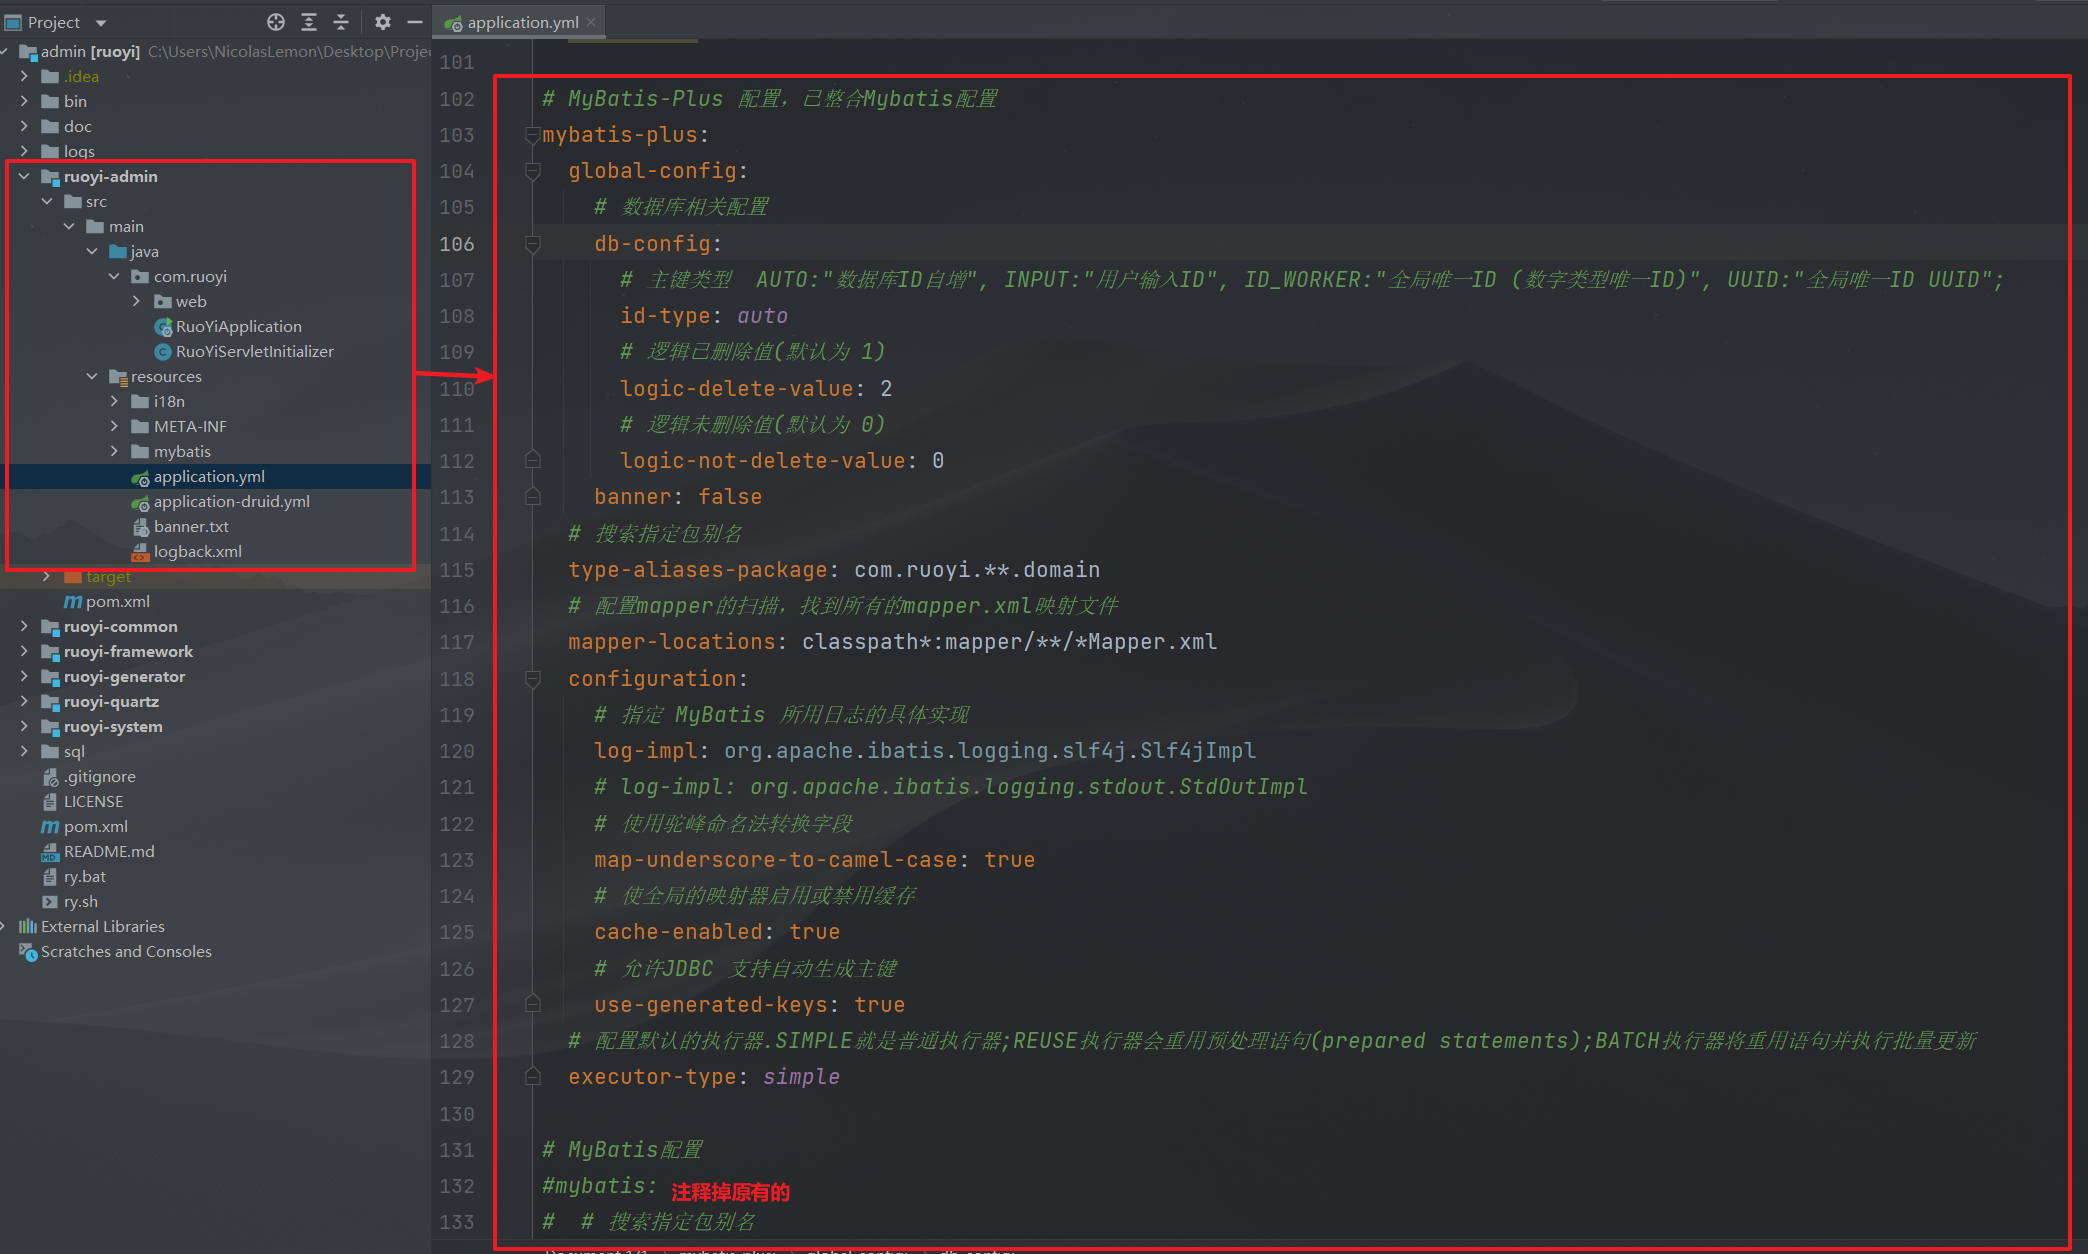 Project
application.yml
admin [ruoyi] C:\Users\NicolasLemon\Desktop\Proje
.idea
bin
doc
logs
ruoyi-admin
src
main
java
com.ruoyi
web
RuoYiApplication
RuoYiServletInitializer
resources
i18n
META-INF
mybatis
application.yml
application-druid.yml
banner.txt
logback.xml
target
pom.xml
ruoyi-common
ruoyi-framework
ruoyi-generator
ruoyi-quartz
ruoyi-system
sql
.gitignore
LICENSE
pom.xml
README.md
ry.bat
ry.sh
External Libraries
Scratches and Consoles
101
102 # MyBatis-Plus 配置，已整合Mybatis配置
103 mybatis-plus:
104 global-config:
105 # 数据库相关配置
106 db-config:
107 # 主键类型 AUTO:"数据库ID自增", INPUT:"用户输入ID", ID_WORKER:"全局唯一ID (数字类型唯一ID)", UUID:"全局唯一ID UUID";
108 id-type: auto
109 # 逻辑已删除值(默认为 1)
110 logic-delete-value: 2
111 # 逻辑未删除值(默认为 0)
112 logic-not-delete-value: 0
113 banner: false
114 # 搜索指定包别名
115 type-aliases-package: com.ruoyi.**.domain
116 # 配置mapper的扫描，找到所有的mapper.xml映射文件
117 mapper-locations: classpath*:mapper/**/*Mapper.xml
118 configuration:
119 # 指定 MyBatis 所用日志的具体实现
120 log-impl: org.apache.ibatis.logging.slf4j.Slf4jImpl
121 # log-impl: org.apache.ibatis.logging.stdout.StdOutImpl
122 # 使用驼峰命名法转换字段
123 map-underscore-to-camel-case: true
124 # 使全局的映射器启用或禁用缓存
125 cache-enabled: true
126 # 允许JDBC 支持自动生成主键
127 use-generated-keys: true
128 # 配置默认的执行器.SIMPLE就是普通执行器;REUSE执行器会重用预处理语句(prepared statements);BATCH执行器将重用语句并执行批量更新
129 executor-type: simple
130
131 # MyBatis配置
132 #mybatis: 注释掉原有的
133 # # 搜索指定包别名